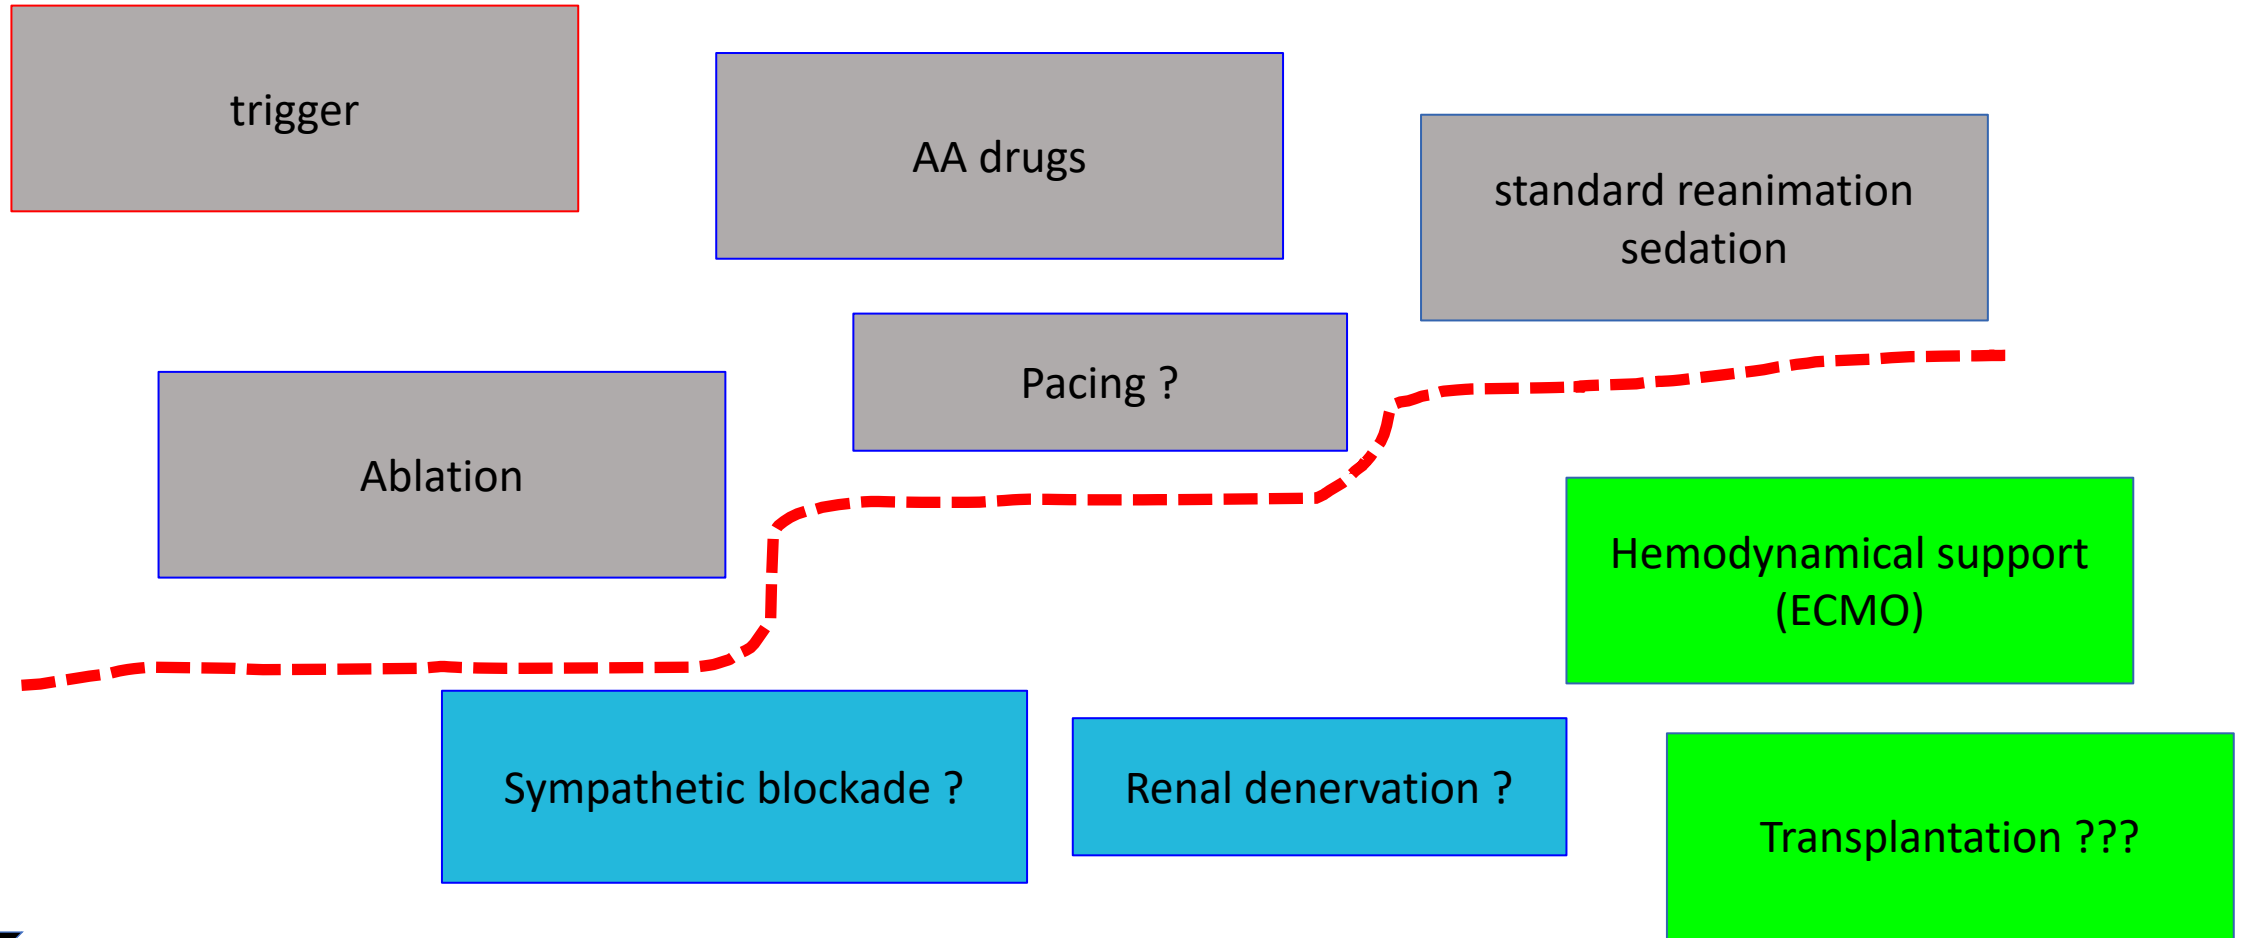 trigger
AA drugs
standard reanimation
sedation
Pacing ?
Ablation
Hemodynamical support
(ECMO)
Sympathetic blockade ?
Renal denervation ?
Transplantation ???